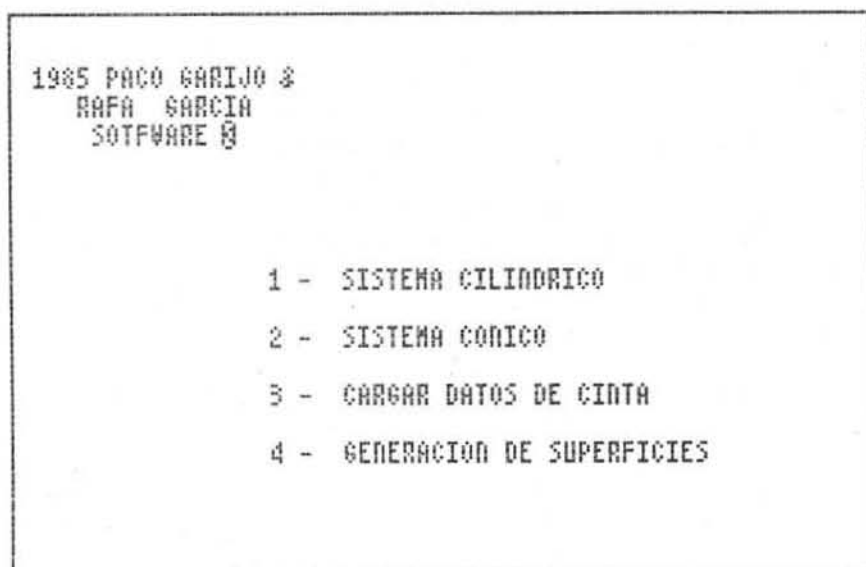 1985 PACO GARIJO &
RAFA GARCIA
SOTFWARE
1 - SISTEMA CILINDRICO
2 - SISTEMA CONICO
3 - CARGAR DATOS DE CINTA
4 - GENERACION DE SUPERFICIES